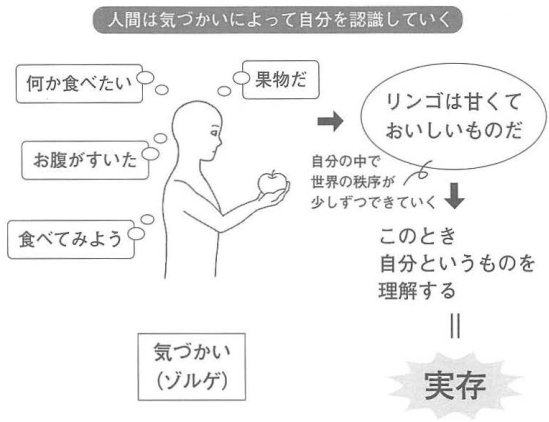 人間は気づかいによって自分を認識していく
何か食べたい
果物だ
お腹がすいた
食べてみよう
リンゴは甘くて
おいしいものだ
自分の中で
世界の秩序が
少しずつできていく
このとき
自分というものを
理解する
＝
実存
気づかい
（ゾルゲ）